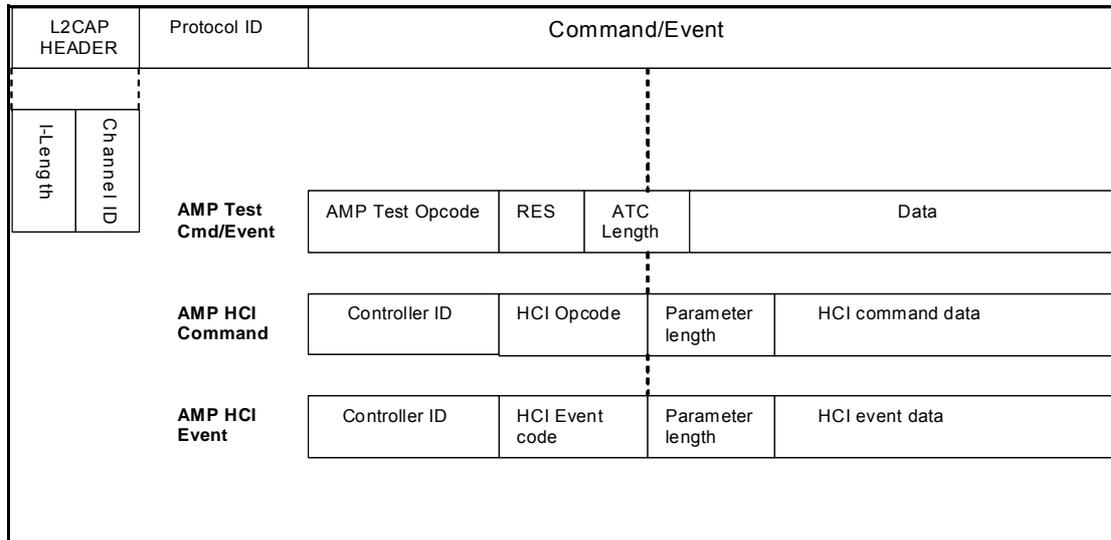 L2CAP
HEADER
Protocol ID
Command/Event
I-Length
Channel ID
AMP Test
Cmd/Event
AMP Test Opcode
RES
ATC
Length
Data
AMP HCI
Command
Controller ID
HCI Opcode
Parameter
length
HCI command data
AMP HCI
Event
Controller ID
HCI Event
code
Parameter
length
HCI event data